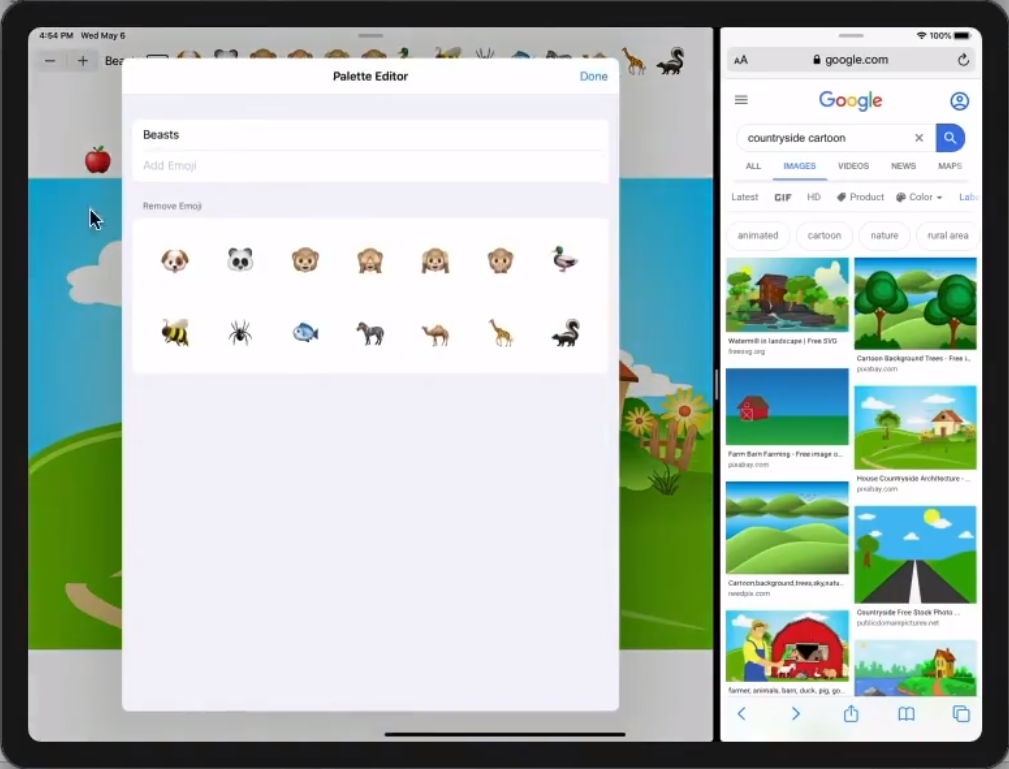 4:54 PM Wed May 6
100%
− + Bea
Palette Editor
Done
Beasts
Add Emoji
Remove Emoji
AA
google.com
Google
countryside cartoon
ALL IMAGES VIDEOS NEWS MAPS
Latest GIF HD Product Color
animated cartoon nature rural area
Watermill in landscape | Free SVG
freesvg.org
Cartoon Background Trees - Free i...
pixabay.com
Farm Barn Farming - Free image o...
pixabay.com
House Countryside Architecture - ...
pixabay.com
Cartoon,background,trees,sky,natu...
needpix.com
Countryside Free Stock Photo ...
publicdomainpictures.net
farmer, animals, barn, duck, pig, go...